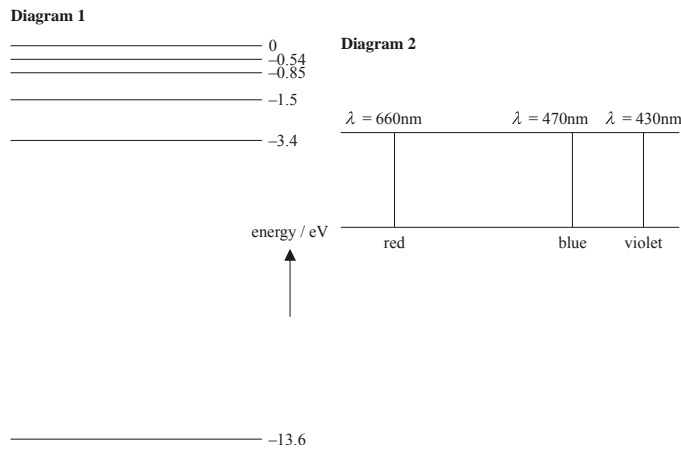 Diagram 1
0
–0.54
–0.85
–1.5
–3.4
energy / eV
–13.6
Diagram 2
λ = 660nm λ = 470nm λ = 430nm
red blue violet